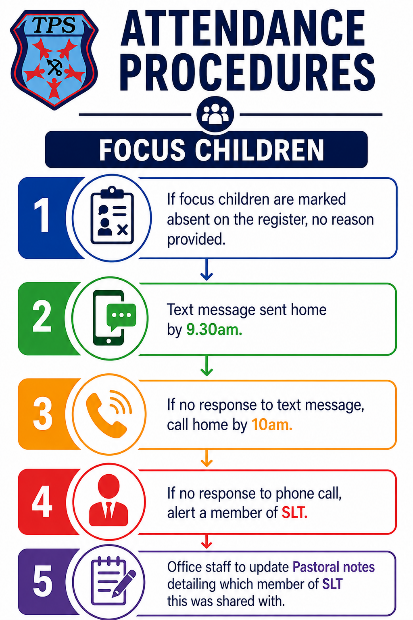 TPS
ATTENDANCE
PROCEDURES
FOCUS CHILDREN
1
If focus children are marked
absent on the register, no reason
provided.
2
Text message sent home
by 9.30am.
3
If no response to text message,
call home by 10am.
4
If no response to phone call,
alert a member of SLT.
5
Office staff to update Pastoral notes
detailing which member of SLT
this was shared with.